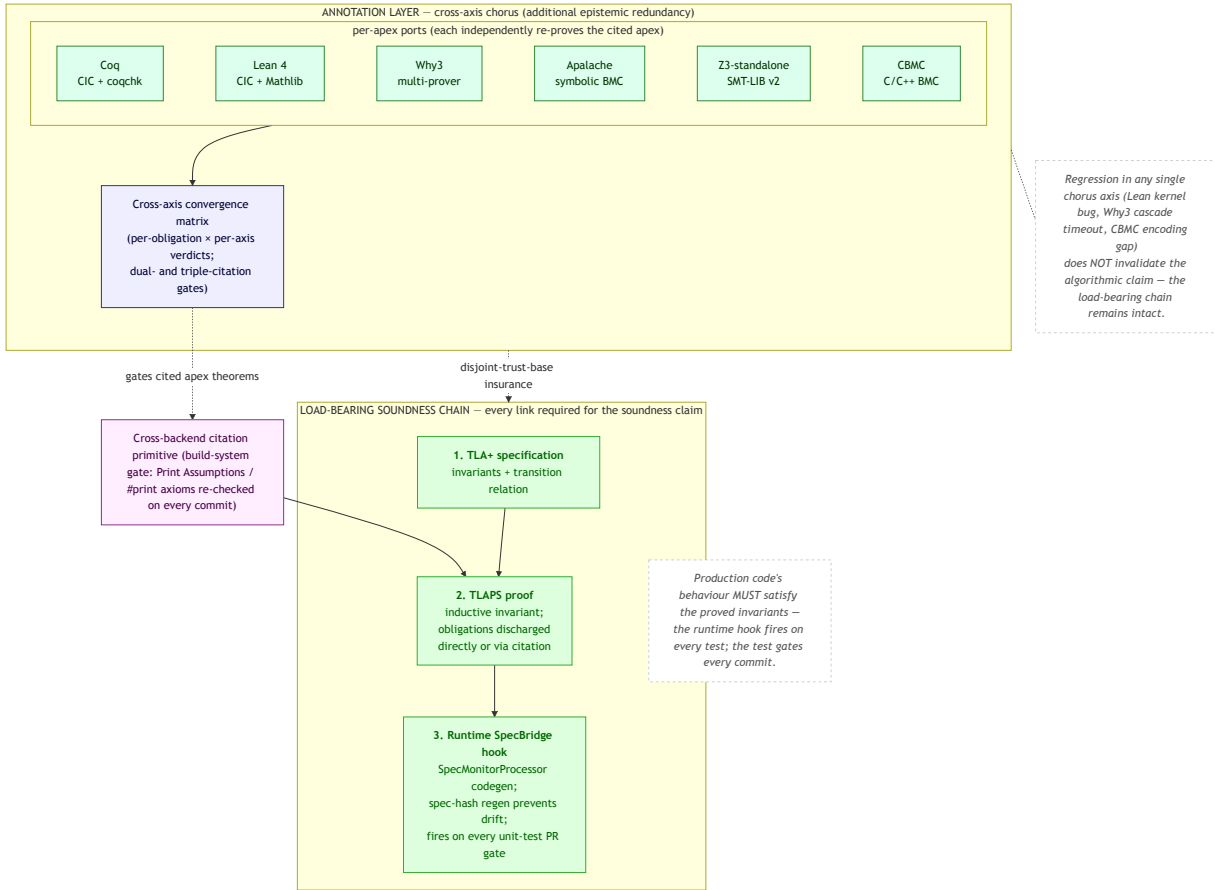 ANNOTATION LAYER — cross-axis chorus (additional epistemic redundancy)
per-apex ports (each independently re-proves the cited apex)
Coq
CIC + coqchk
Lean 4
CIC + Mathlib
Why3
multi-prover
Apalache
symbolic BMC
Z3-standalone
SMT-LIB v2
CBMC
C/C++ BMC
Cross-axis convergence
matrix
(per-obligation × per-axis
verdicts;
dual- and triple-citation
gates)
Regression in any single
chorus axis (Lean kernel
bug, Why3 cascade
timeout, CBMC encoding
gap)
does NOT invalidate the
algorithmic claim — the
load-bearing chain
remains intact.
gates cited apex theorems
disjoint-trust-base
insurance
Cross-backend citation
primitive (build-system
gate: Print Assumptions /
#print axioms re-checked
on every commit)
LOAD-BEARING SOUNDNESS CHAIN — every link required for the soundness claim
1. TLA+ specification
invariants + transition
relation
2. TLAPS proof
inductive invariant;
obligations discharged
directly or via citation
Production code's
behaviour MUST satisfy
the proved invariants —
the runtime hook fires on
every test; the test gates
every commit.
3. Runtime SpecBridge
hook
SpecMonitorProcessor
codegen;
spec-hash regen prevents
drift;
fires on every unit-test PR
gate